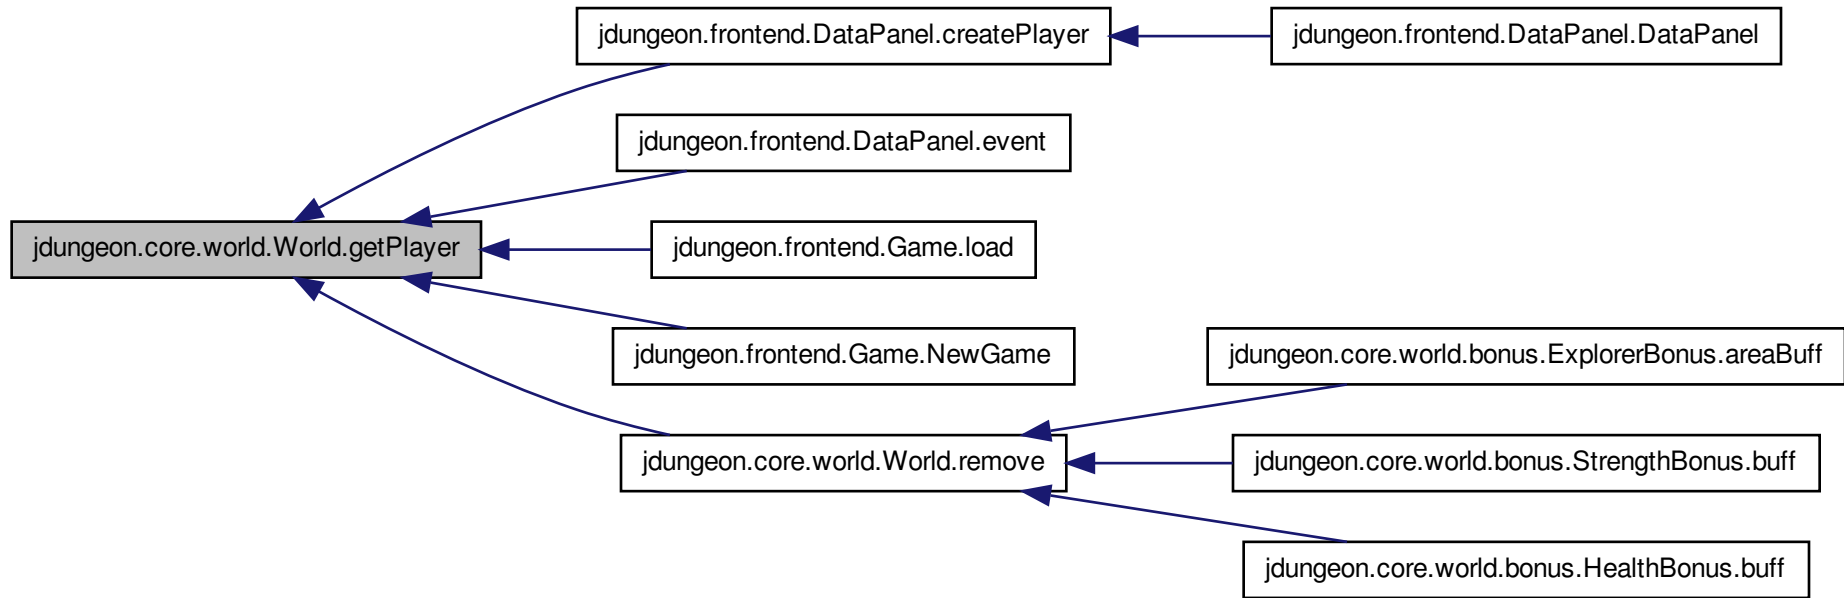 jdungeon.frontend.DataPanel.createPlayer
jdungeon.frontend.DataPanel.DataPanel
jdungeon.frontend.DataPanel.event
jdungeon.core.world.World.getPlayer
jdungeon.frontend.Game.load
jdungeon.frontend.Game.NewGame
jdungeon.core.world.bonus.ExplorerBonus.areaBuff
jdungeon.core.world.World.remove
jdungeon.core.world.bonus.StrengthBonus.buff
jdungeon.core.world.bonus.HealthBonus.buff